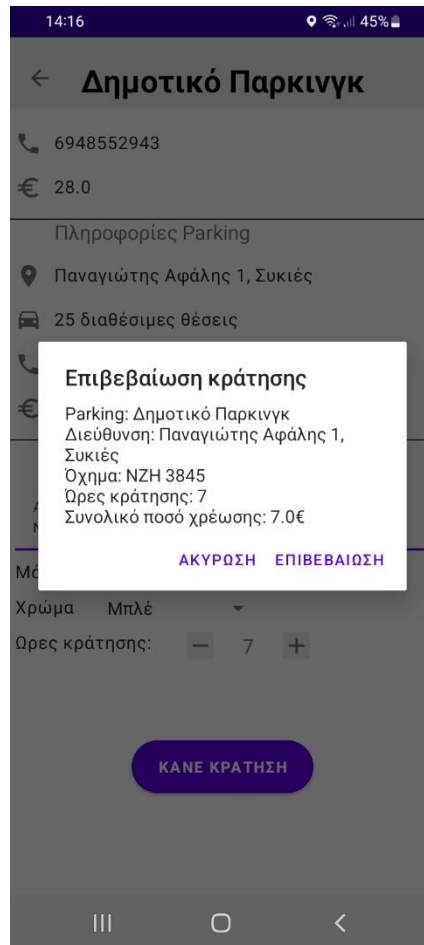 14:16
45%
Δημοτικό Παρκινγκ
6948552943
28.0
Πληροφορίες Parking
Παναγιώτης Αφάλης 1, Συκιές
25 διαθέσιμες θέσεις
Επιβεβαίωση κράτησης
Parking: Δημοτικό Παρκινγκ
Διεύθυνση: Παναγιώτης Αφάλης 1,
Συκιές
Όχημα: ΝΖΗ 3845
Ώρες κράτησης: 7
Συνολικό ποσό χρέωσης: 7.0€
ΑΚΥΡΩΣΗ ΕΠΙΒΕΒΑΙΩΣΗ
Χρώμα Μπλέ
Ωρες κράτησης: 7
ΚΑΝΕ ΚΡΑΤΗΣΗ